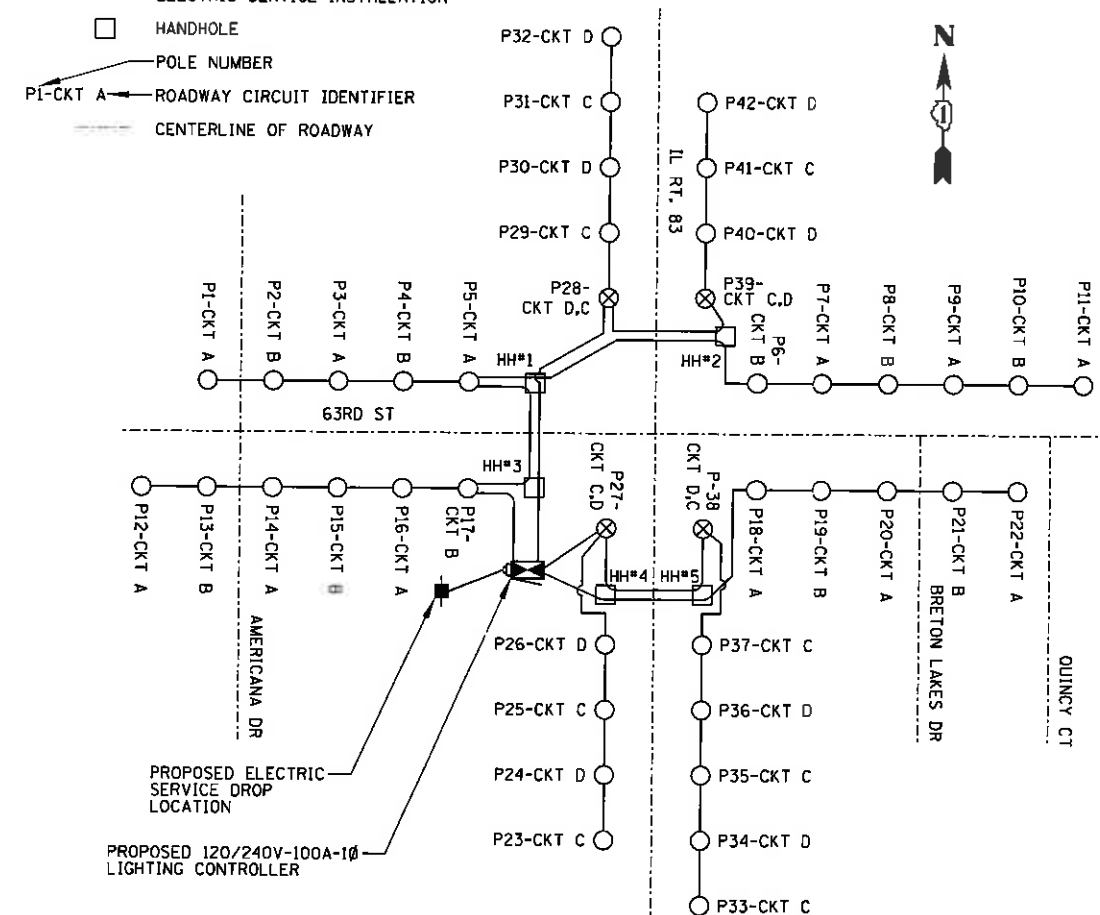 HANDHOLE
POLE NUMBER
P1-CKT A
ROADWAY CIRCUIT IDENTIFIER
CENTERLINE OF ROADWAY
N
1
P32-CKT D
P31-CKT C
P30-CKT D
P29-CKT C
P28-
CKT D,C
IL RT. 83
P42-CKT D
P41-CKT C
P40-CKT D
P39-
CKT C,D
P1-CKT A
P2-CKT B
P3-CKT A
P4-CKT B
P5-CKT A
HH#1
HH#2
P6-
CKT B
P7-CKT A
P8-CKT B
P9-CKT A
P10-CKT B
P11-CKT A
63RD ST
HH#3
P12-CKT A
P13-CKT B
P14-CKT A
P15-CKT
P16-CKT A
P17-
CKT B
P27-
CKT C,D
P-38
CKT D,C
HH#4
HH#5
P18-CKT A
P19-CKT B
P20-CKT A
P21-CKT B
P22-CKT A
AMERICANA DR
BRETON LAKES DR
QUINCY CT
P26-CKT D
P25-CKT C
P24-CKT D
P23-CKT C
P37-CKT C
P36-CKT D
P35-CKT C
P34-CKT D
P33-CKT C
PROPOSED ELECTRIC
SERVICE DROP
LOCATION
PROPOSED 120/240V-100A-1Ø
LIGHTING CONTROLLER